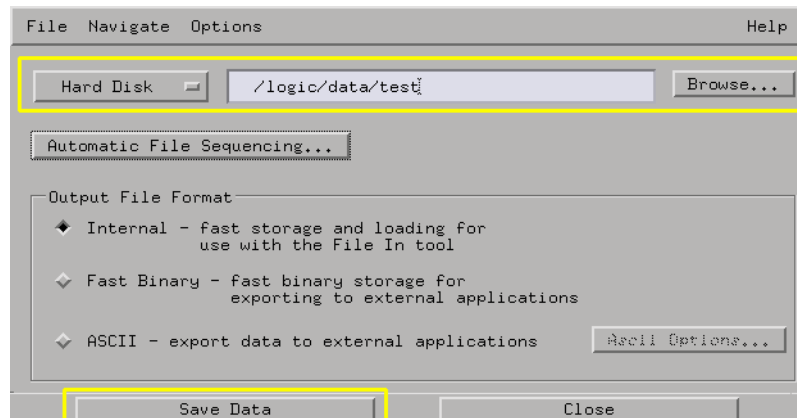 File Navigate Options Help
Hard Disk /logic/data/test Browse...
Automatic File Sequencing...
Output File Format
Internal - fast storage and loading for
use with the File In tool
Fast Binary - fast binary storage for
exporting to external applications
ASCII - export data to external applications Ascii Options...
Save Data Close